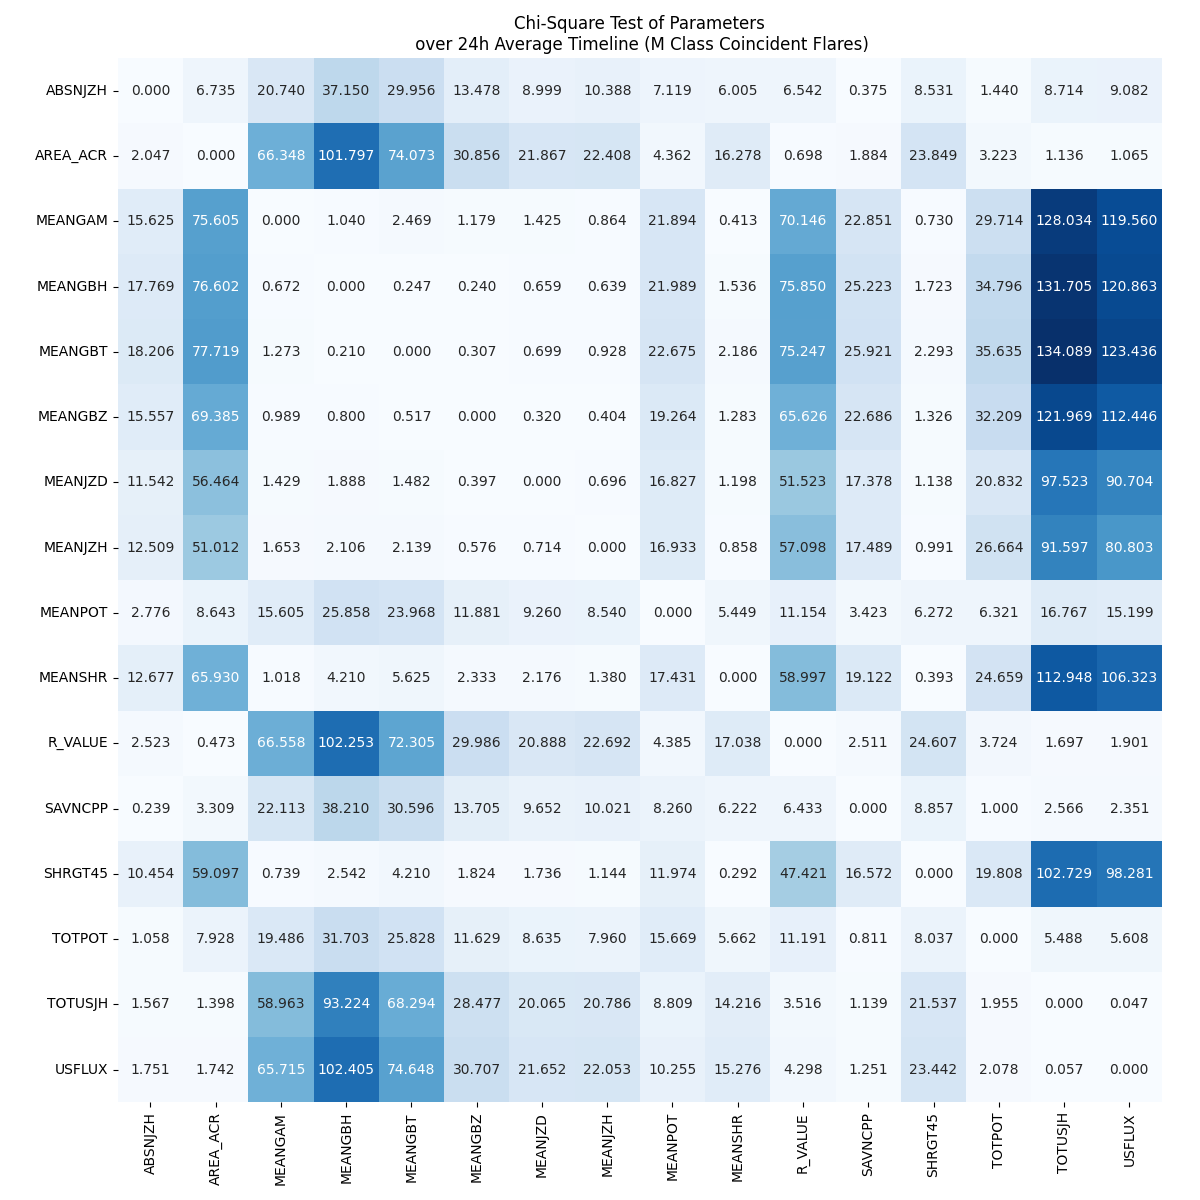 Chi-Square Test of Parameters
over 24h Average Timeline (M Class Coincident Flares)
ABSNJZH 0.000 6.735 20.740 37.150 29.956 13.478 8.999 10.388 7.119 6.005 6.542 0.375 8.531 1.440 8.714 9.082
AREA_ACR 2.047 0.000 66.348 101.797 74.073 30.856 21.867 22.408 4.362 16.278 0.698 1.884 23.849 3.223 1.136 1.065
MEANGAM 15.625 75.605 0.000 1.040 2.469 1.179 1.425 0.864 21.894 0.413 70.146 22.851 0.730 29.714 128.034 119.560
MEANGBH 17.769 76.602 0.672 0.000 0.247 0.240 0.659 0.639 21.989 1.536 75.850 25.223 1.723 34.796 131.705 120.863
MEANGBT 18.206 77.719 1.273 0.210 0.000 0.307 0.699 0.928 22.675 2.186 75.247 25.921 2.293 35.635 134.089 123.436
MEANGBZ 15.557 69.385 0.989 0.800 0.517 0.000 0.320 0.404 19.264 1.283 65.626 22.686 1.326 32.209 121.969 112.446
MEANJZD 11.542 56.464 1.429 1.888 1.482 0.397 0.000 0.696 16.827 1.198 51.523 17.378 1.138 20.832 97.523 90.704
MEANJZH 12.509 51.012 1.653 2.106 2.139 0.576 0.714 0.000 16.933 0.858 57.098 17.489 0.991 26.664 91.597 80.803
MEANPOT 2.776 8.643 15.605 25.858 23.968 11.881 9.260 8.540 0.000 5.449 11.154 3.423 6.272 6.321 16.767 15.199
MEANSHR 12.677 65.930 1.018 4.210 5.625 2.333 2.176 1.380 17.431 0.000 58.997 19.122 0.393 24.659 112.948 106.323
R_VALUE 2.523 0.473 66.558 102.253 72.305 29.986 20.888 22.692 4.385 17.038 0.000 2.511 24.607 3.724 1.697 1.901
SAVNCPP 0.239 3.309 22.113 38.210 30.596 13.705 9.652 10.021 8.260 6.222 6.433 0.000 8.857 1.000 2.566 2.351
SHRGT45 10.454 59.097 0.739 2.542 4.210 1.824 1.736 1.144 11.974 0.292 47.421 16.572 0.000 19.808 102.729 98.281
TOTPOT 1.058 7.928 19.486 31.703 25.828 11.629 8.635 7.960 15.669 5.662 11.191 0.811 8.037 0.000 5.488 5.608
TOTUSJH 1.567 1.398 58.963 93.224 68.294 28.477 20.065 20.786 8.809 14.216 3.516 1.139 21.537 1.955 0.000 0.047
USFLUX 1.751 1.742 65.715 102.405 74.648 30.707 21.652 22.053 10.255 15.276 4.298 1.251 23.442 2.078 0.057 0.000
ABSNJZH AREA_ACR MEANGAM MEANGBH MEANGBT MEANGBZ MEANJZD MEANJZH MEANPOT MEANSHR R_VALUE SAVNCPP SHRGT45 TOTPOT TOTUSJH USFLUX